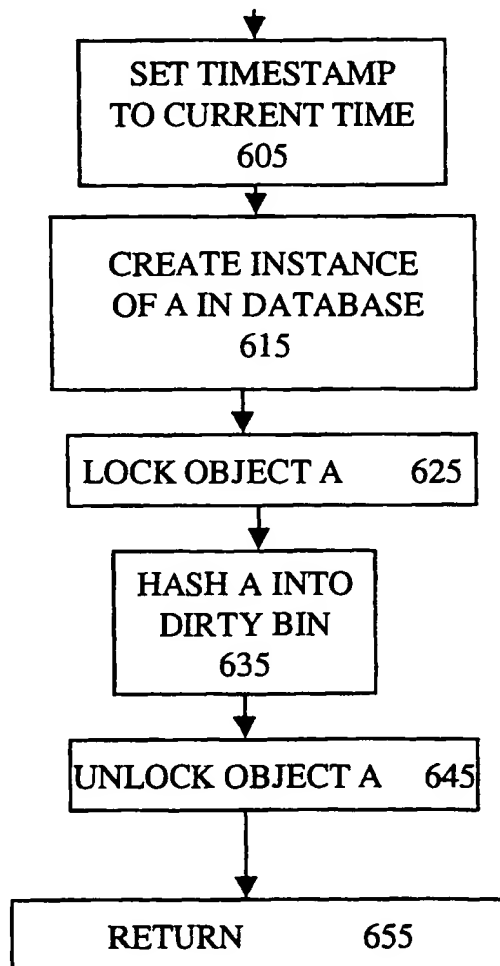 SET TIMESTAMP
TO CURRENT TIME
605
CREATE INSTANCE
OF A IN DATABASE
615
LOCK OBJECT A 625
HASH A INTO
DIRTY BIN
635
UNLOCK OBJECT A 645
RETURN 655